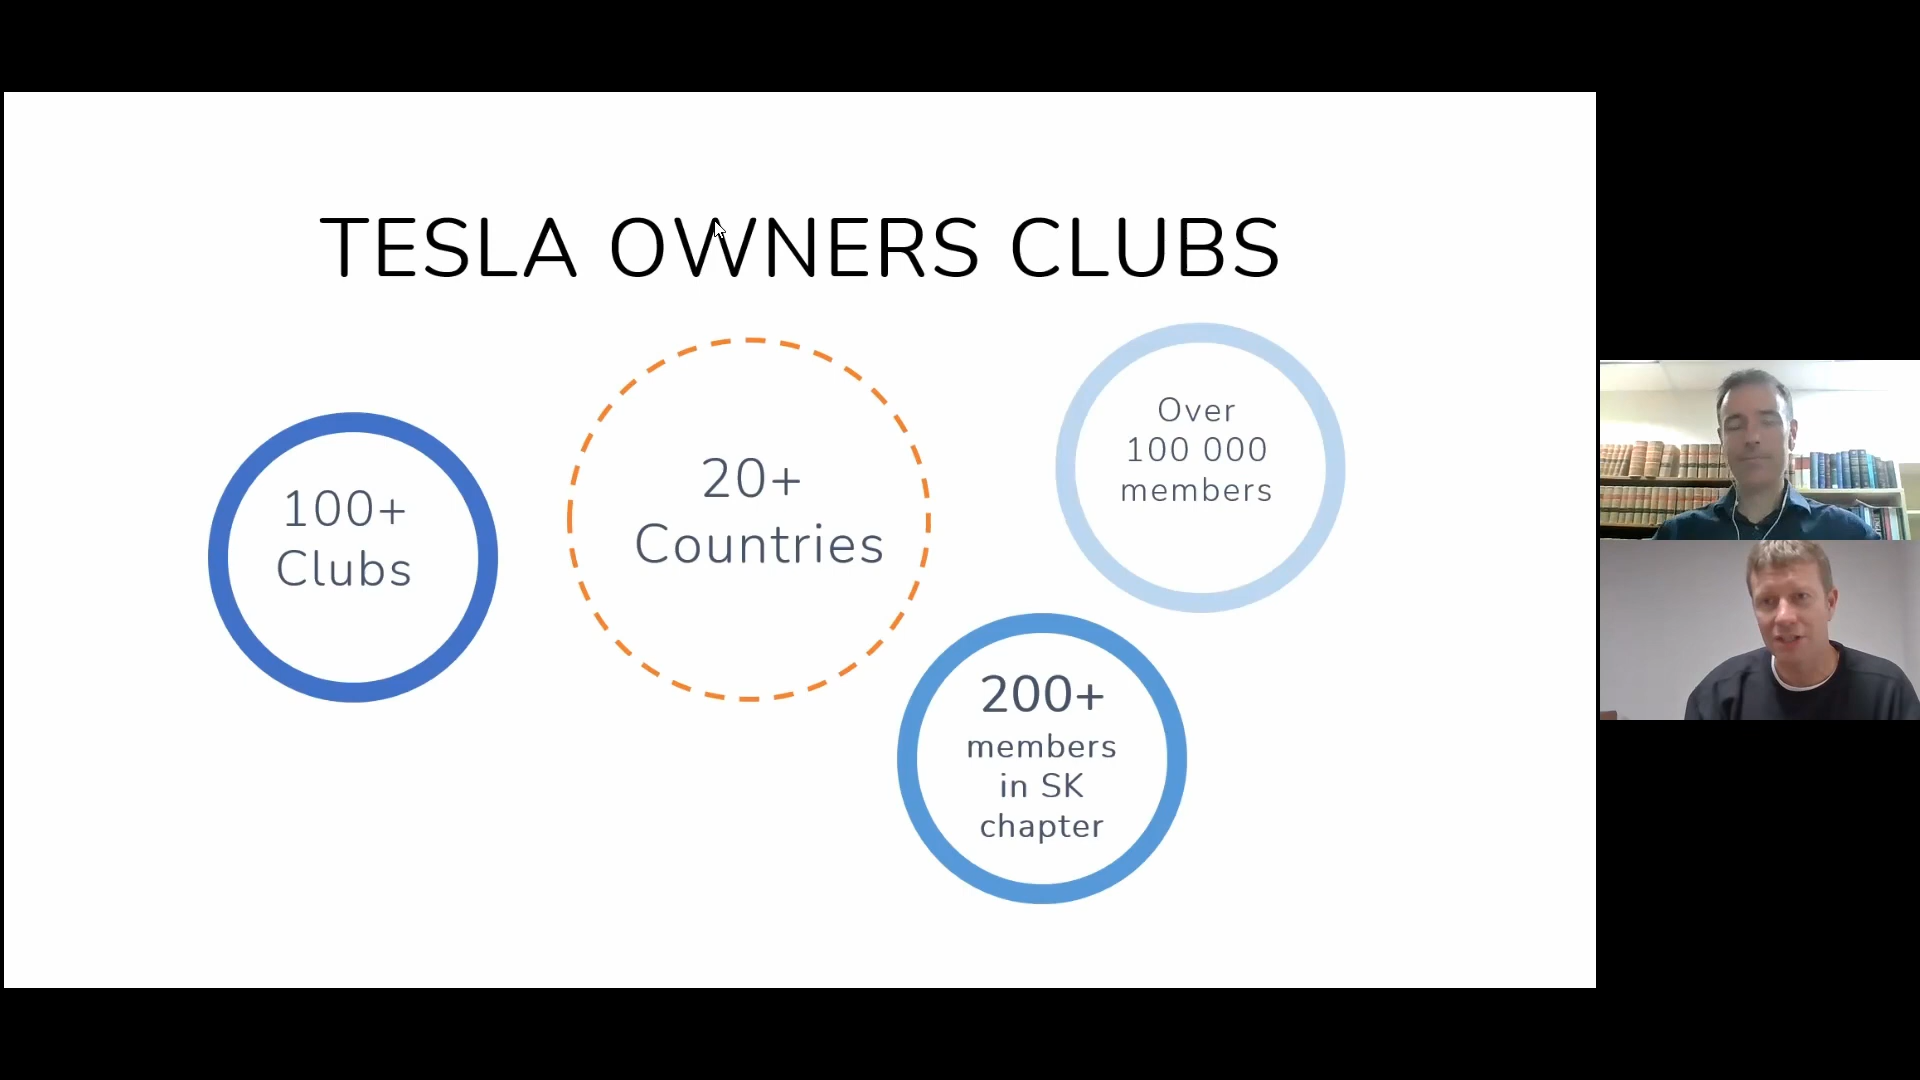 TESLA OWNERS CLUBS
100+
Clubs
20+
Countries
Over
100 000
members
200+
members
in SK
chapter